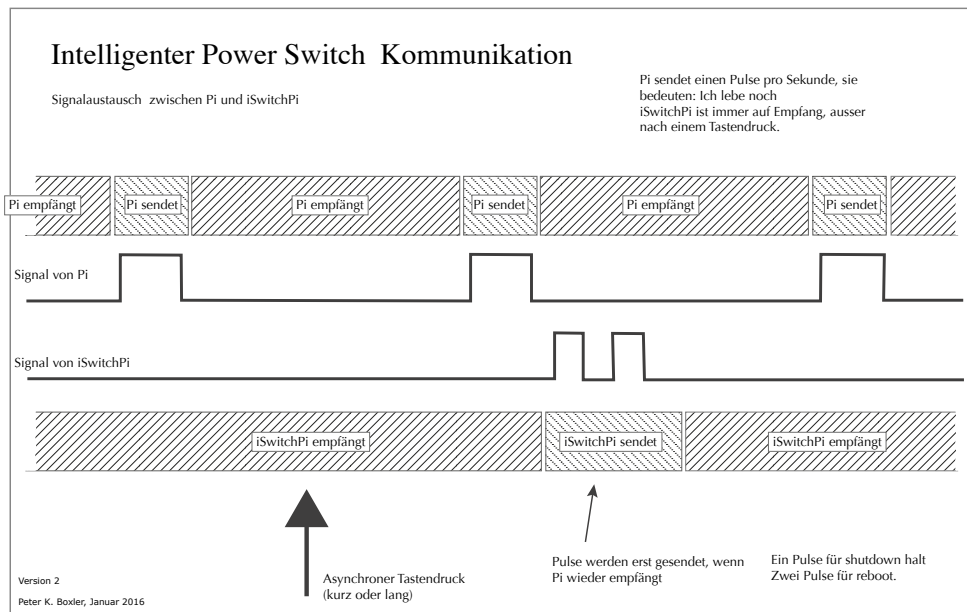 Intelligenter Power Switch Kommunikation
Signalaustausch zwischen Pi und iSwitchPi
Pi sendet einen Pulse pro Sekunde, sie
bedeuten: Ich lebe noch
iSwitchPi ist immer auf Empfang, ausser
nach einem Tastendruck.
Pi empfängt
Pi sendet
Pi empfängt
Pi sendet
Pi empfängt
Pi sendet
Signal von Pi
Signal von iSwitchPi
iSwitchPi empfängt
iSwitchPi sendet
iSwitchPi empfängt
Asynchroner Tastendruck
(kurz oder lang)
Pulse werden erst gesendet, wenn
Pi wieder empfängt
Ein Pulse für shutdown halt
Zwei Pulse für reboot.
Version 2
Peter K. Boxler, Januar 2016